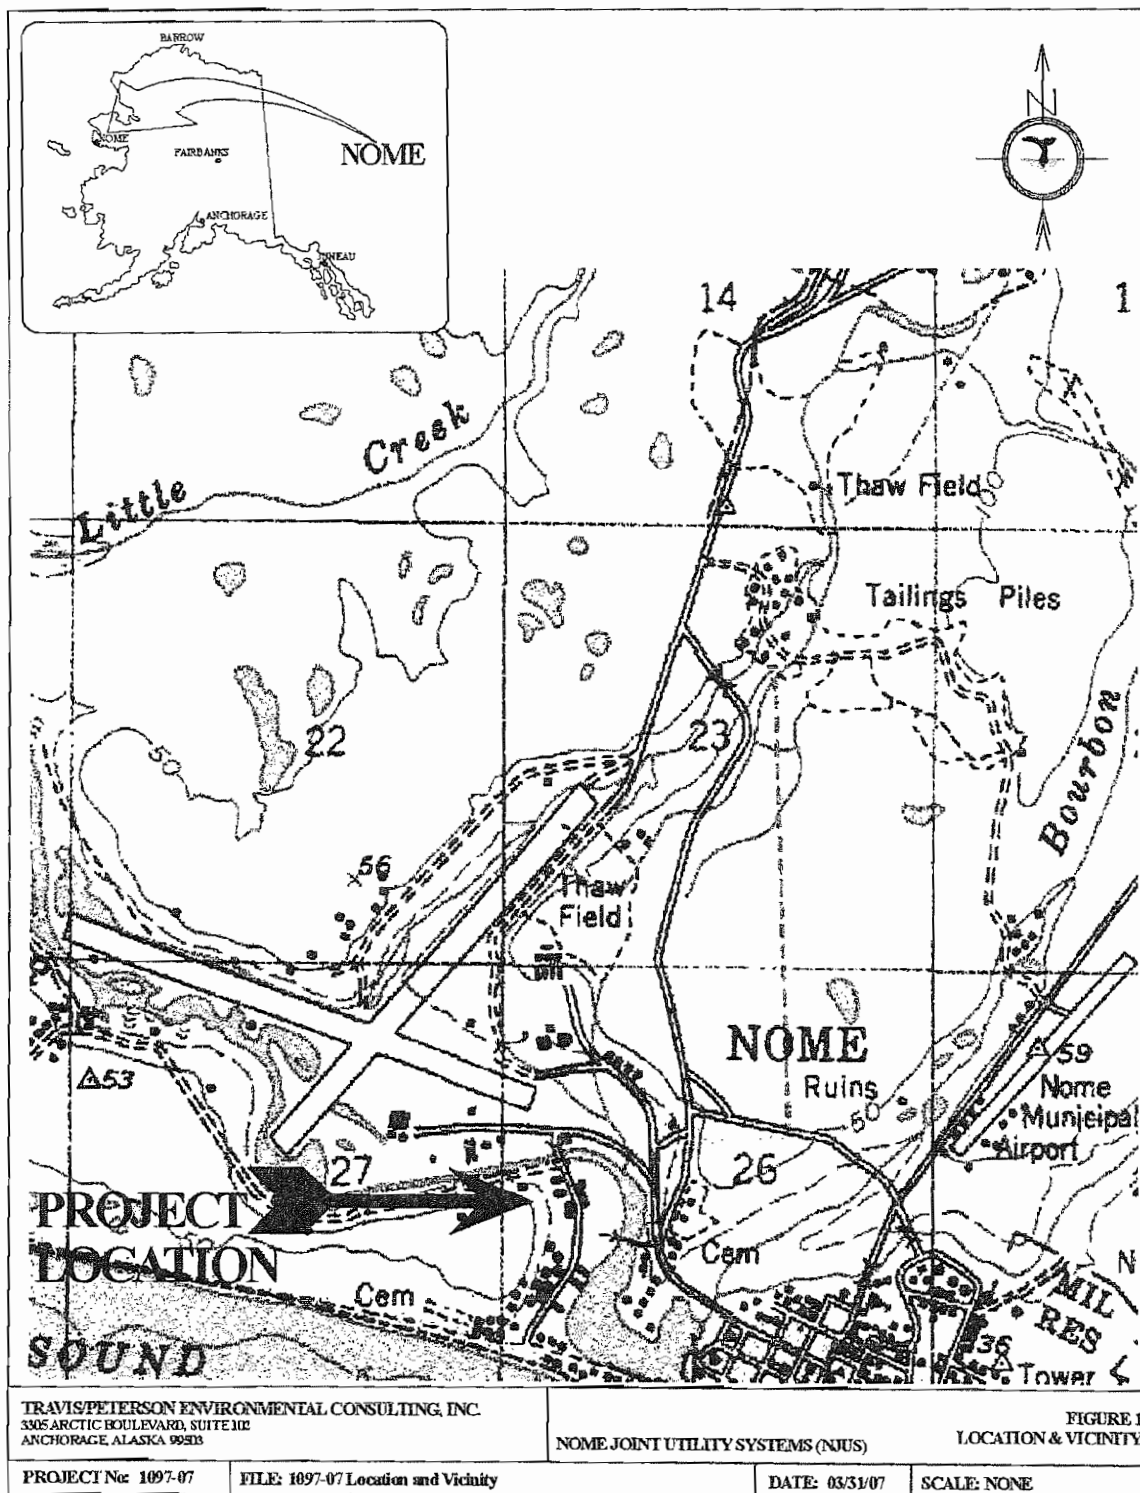 BARROW
NOME
FAIRBANKS
NOME
ANCHORAGE
JUNEAU
N
14
1
Little Creek
Thaw Field
Tailings Piles
22
23
50
Bourbon
56
Thaw
Field
NOME
Ruins
50
59
Nome
Municipal
Airport
53
27
26
PROJECT
LOCATION
Cem
Cem
N
MIL
RES
SOUND
36
Tower
TRAVIS/PETERSON ENVIRONMENTAL CONSULTING, INC.
3305 ARCTIC BOULEVARD, SUITE 102
ANCHORAGE, ALASKA 99503
NOME JOINT UTILITY SYSTEMS (NJUS)
FIGURE 1
LOCATION & VICINITY
PROJECT No: 1097-07
FILE: 1097-07 Location and Vicinity
DATE: 03/31/07
SCALE: NONE